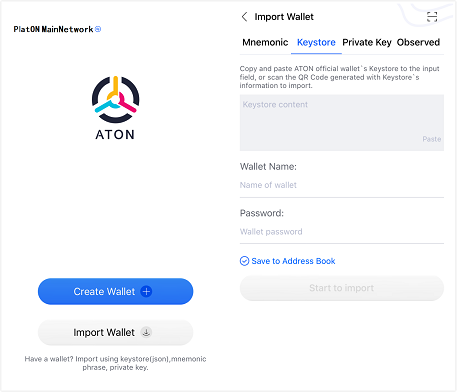 PlatON MainNetwork
ATON
Create Wallet
Import Wallet
Have a wallet? Import using keystore(json),mnemonic
phrase, private key.
Import Wallet
Mnemonic Keystore Private Key Observed
Copy and paste ATON official wallet`s Keystore to the input
field, or scan the QR Code generated with Keystore`s
information to import.
Keystore content
Paste
Wallet Name:
Name of wallet
Password:
Wallet password
Save to Address Book
Start to import